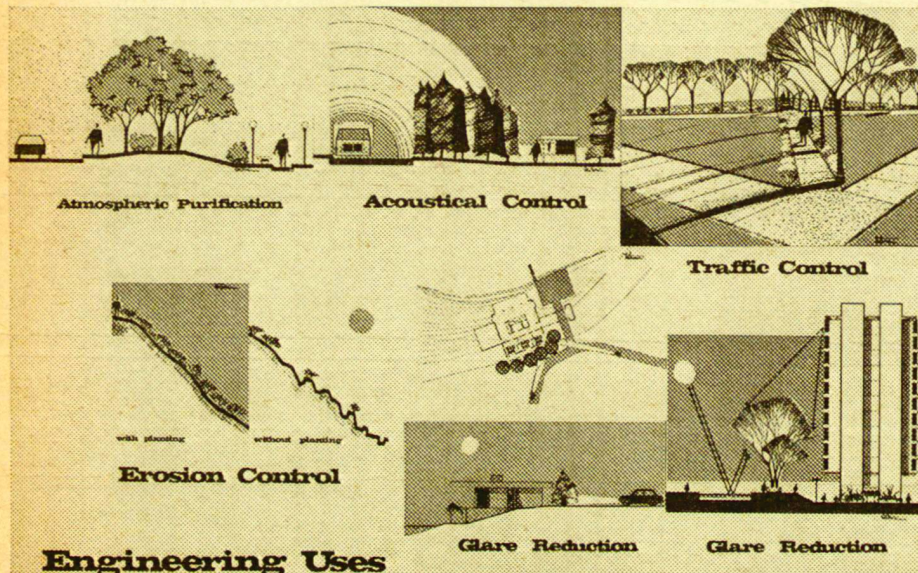 Atmospheric Purification
Acoustical Control
Traffic Control
with planting
without planting
Erosion Control
Glare Reduction
Glare Reduction
Engineering Uses